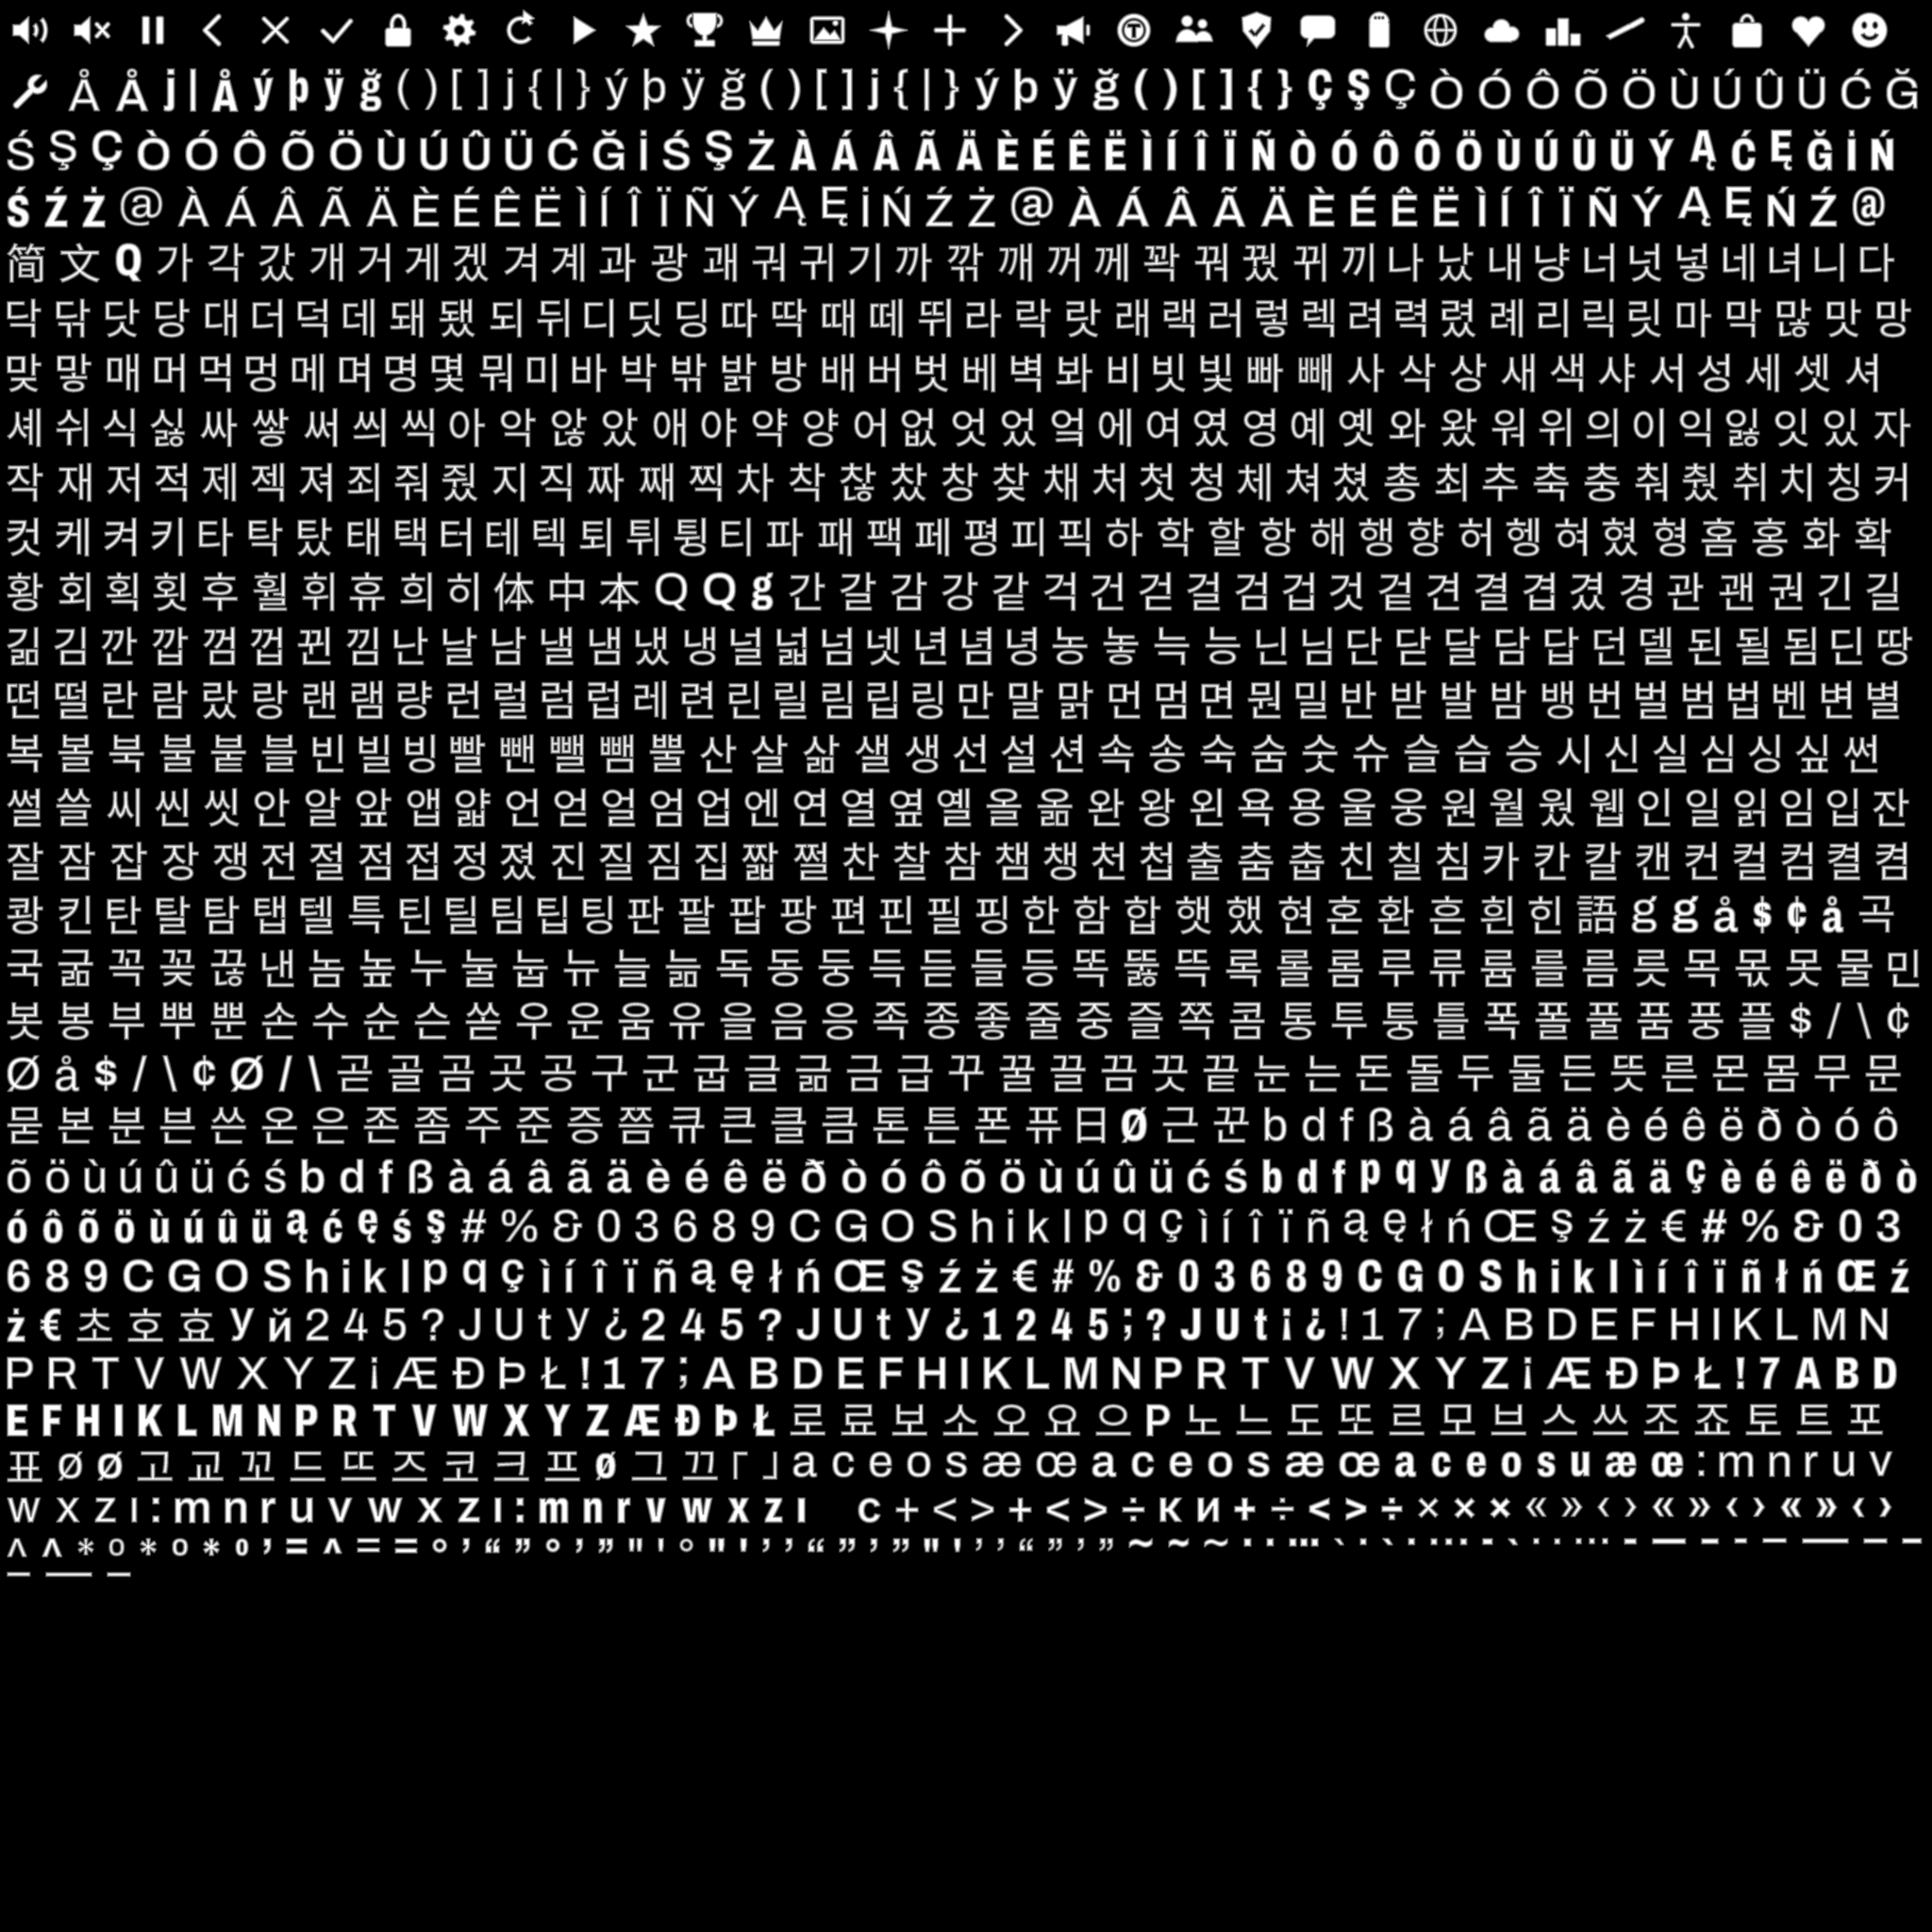 Å Å j | Å ý þ ÿ ğ ( ) [ ] j { | } ý þ ÿ ğ ( ) [ ] j { | } ý þ ÿ ğ ( ) [ ] { } Ç Ş Ç Ò Ó Ô Õ Ö Ù Ú Û Ü Ć Ğ
Ś Ş Ç Ò Ó Ô Õ Ö Ù Ú Û Ü Ć Ğ İ Ś Ş Ż À Á Â Ã Ä È É Ê Ë Ì Í Î Ï Ñ Ò Ó Ô Õ Ö Ù Ú Û Ü Ý Ą Ć Ę Ğ İ Ń
Ś Ź Ż @ À Á Â Ã Ä È É Ê Ë Ì Í Î Ï Ñ Ý Ą Ę İ Ń Ź Ż @ À Á Â Ã Ä È É Ê Ë Ì Í Î Ï Ñ Ý Ą Ę Ń Ź @
简 文 Q 가 각 갔 개 거 게 겠 겨 계 과 광 괘 궈 귀 기 까 깎 깨 꺼 께 꽉 꿔 꿨 뀌 끼 나 났 내 냥 너 넛 넣 네 녀 니 다
닥 닦 닷 당 대 더 덕 데 돼 됐 되 뒤 디 딧 딩 따 딱 때 떼 뛰 라 락 랏 래 랙 러 렇 렉 려 력 렸 례 리 릭 릿 마 막 많 맛 망
맞 맣 매 머 먹 멍 메 며 명 몇 뭐 미 바 박 밖 밝 방 배 버 벗 베 벽 봐 비 빗 빛 빠 빼 사 삭 상 새 색 샤 서 성 세 셋 셔
셰 쉬 식 싫 싸 쌓 써 씌 씩 아 악 않 았 애 야 약 양 어 없 엇 었 엌 에 여 였 영 예 옛 와 왔 워 위 의 이 익 잃 잇 있 자
작 재 저 적 제 젝 져 죄 줘 줬 지 직 짜 째 찍 차 착 찮 찼 창 찾 채 처 첫 청 체 쳐 쳤 총 최 추 축 충 춰 췄 취 치 칭 커
컷 케 켜 키 타 탁 탔 태 택 터 테 텍 퇴 튀 튕 티 파 패 팩 페 평 피 픽 하 학 할 항 해 행 향 허 헹 혀 혔 형 홈 홍 화 확
황 회 획 횟 후 훨 휘 휴 희 히 体 中 本 Q Q g 간 갈 감 강 같 걱 건 걷 걸 검 겁 것 겉 견 결 겹 겼 경 관 괜 권 긴 길
긺 김 깐 깝 껌 껍 뀐 낌 난 날 남 낼 냄 냈 냉 널 넓 넘 넷 년 념 녕 농 놓 늑 능 닌 님 단 닫 달 담 답 던 델 된 될 됨 딘 땅
떤 떨 란 람 랐 랑 랜 램 량 런 럴 럼 럽 레 련 린 릴 림 립 링 만 말 맑 먼 멈 면 뭔 밀 반 받 발 밤 뱅 번 벌 범 법 벤 변 별
복 볼 북 불 붙 블 빈 빌 빙 빨 뺀 뺄 뺌 뿔 산 살 삶 샐 생 선 설 션 속 송 숙 숨 숫 슈 슬 습 승 시 신 실 심 싱 싶 썬
썰 쓸 씨 씬 씻 안 알 앞 앱 얇 언 얻 얼 엄 업 엔 연 열 옆 옐 올 옮 완 왕 왼 욕 용 울 웅 원 월 웠 웹 인 일 읽 임 입 잔
잘 잠 잡 장 쟁 전 절 점 접 정 졌 진 질 짐 집 짧 쩔 찬 찰 참 챔 챙 천 첩 출 춤 춥 친 칠 침 카 칸 칼 캔 컨 컬 컴 켤 켬
쾅 킨 탄 탈 탐 탭 텔 특 틴 틸 팀 팁 팅 판 팔 팝 팡 편 핀 필 핑 한 함 합 햇 했 현 혼 환 흔 흰 힌 語 g g å $ ¢ å 곡
국 굶 꼭 꽃 끊 낸 놈 높 누 눌 눕 뉴 늘 늚 독 동 둥 득 듣 들 등 똑 뚫 뜩 록 롤 롬 루 류 륨 를 름 릇 목 몫 못 물 민
봇 봉 부 뿌 뿐 손 수 순 슨 쏟 우 운 움 유 을 음 응 족 종 좋 줄 중 즐 쪽 콤 통 투 퉁 틀 폭 폴 풀 품 풍 플 $ / \ ¢
Ø å $ / \ ¢ Ø / \ 곧 골 곰 곳 공 구 군 굽 글 긂 금 급 꾸 꿀 끌 끔 끗 끝 눈 는 돈 돌 두 둘 든 뜻 른 몬 몸 무 문
묻 본 분 븐 쓴 온 은 존 좀 주 준 증 쯤 큐 큰 클 큼 톤 튼 폰 퓨 日 Ø 근 꾼 b d f ß à á â ã ä è é ê ë ð ò ó ô
õ ö ù ú û ü ć ś b d f ß à á â ã ä è é ê ë ð ò ó ô õ ö ù ú û ü ć ś b d f p q y ß à á â ã ä ç è é ê ë ð ò
ó ô õ ö ù ú û ü ą ć ę ś ş # % & 0 3 6 8 9 C G O S h i k l p q ç ì í î ï ñ ą ę ł ń Œ ş ź ż € # % & 0 3
6 8 9 C G O S h i k l p q ç ì í î ï ñ ą ę ł ń Œ ş ź ż € # % & 0 3 6 8 9 C G O S h i k l ì í î ï ñ ł ń Œ ź
ż € 초 호 효 y й 2 4 5 ? J U t y ¿ 2 4 5 ? J U t y ¿ 1 2 4 5 ; ? J U t ¡ ¿ ! 1 7 ; A B D E F H I K L M N
P R T V W X Y Z ¡ Æ Ð Þ Ł ! 1 7 ; A B D E F H I K L M N P R T V W X Y Z ¡ Æ Ð Þ Ł ! 7 A B D
E F H I K L M N P R T V W X Y Z Æ Ð Þ Ł 로 료 보 소 오 요 으 Р 노 느 도 또 르 모 브 스 쓰 조 죠 토 트 포
표 ø ø 고 교 꼬 드 뜨 즈 코 크 프 ø 그 끄 「 」 a c e o s æ œ a c e o s æ œ a c e o s u æ œ : m n r u v
w x z ı : m n r u v w x z ı : m n r v w x z ı с + < > + < > ÷ к и + ÷ < > ÷ × × × « » ‹ › « » ‹ › « » ‹ ›
^ ^ * º * º * º ’ = ^ = = ° ’ “ ” ° ’ ” " ' ° " ' ’ ’ “ ” ’ ” " ' ’ ’ “ ” ’ ” ~ ~ ~